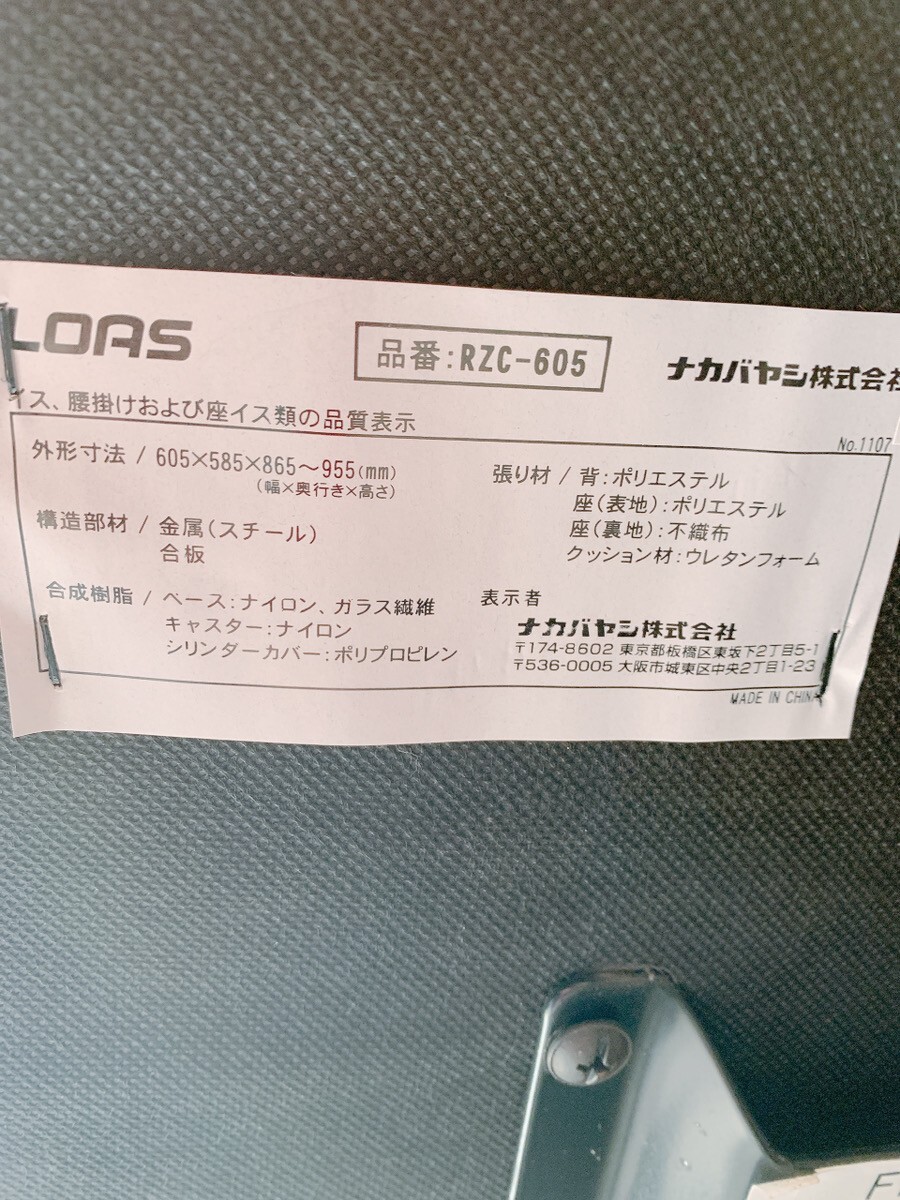 LOAS
品番:RZC-605
ナカバヤシ株式会社
イス、腰掛けおよび座イス類の品質表示
No.1107
外形寸法 / 605×585×865～955(mm)
(幅×奥行き×高さ)
構造部材 / 金属(スチール)
合板
合成樹脂 / ベース:ナイロン、ガラス繊維
キャスター:ナイロン
シリンダーカバー:ポリプロピレン
張り材 / 背:ポリエステル
座(表地):ポリエステル
座(裏地):不織布
クッション材:ウレタンフォーム
表示者
ナカバヤシ株式会社
〒174-8602 東京都板橋区東坂下2丁目5-1
〒536-0005 大阪市城東区中央2丁目1-23
MADE IN CHINA